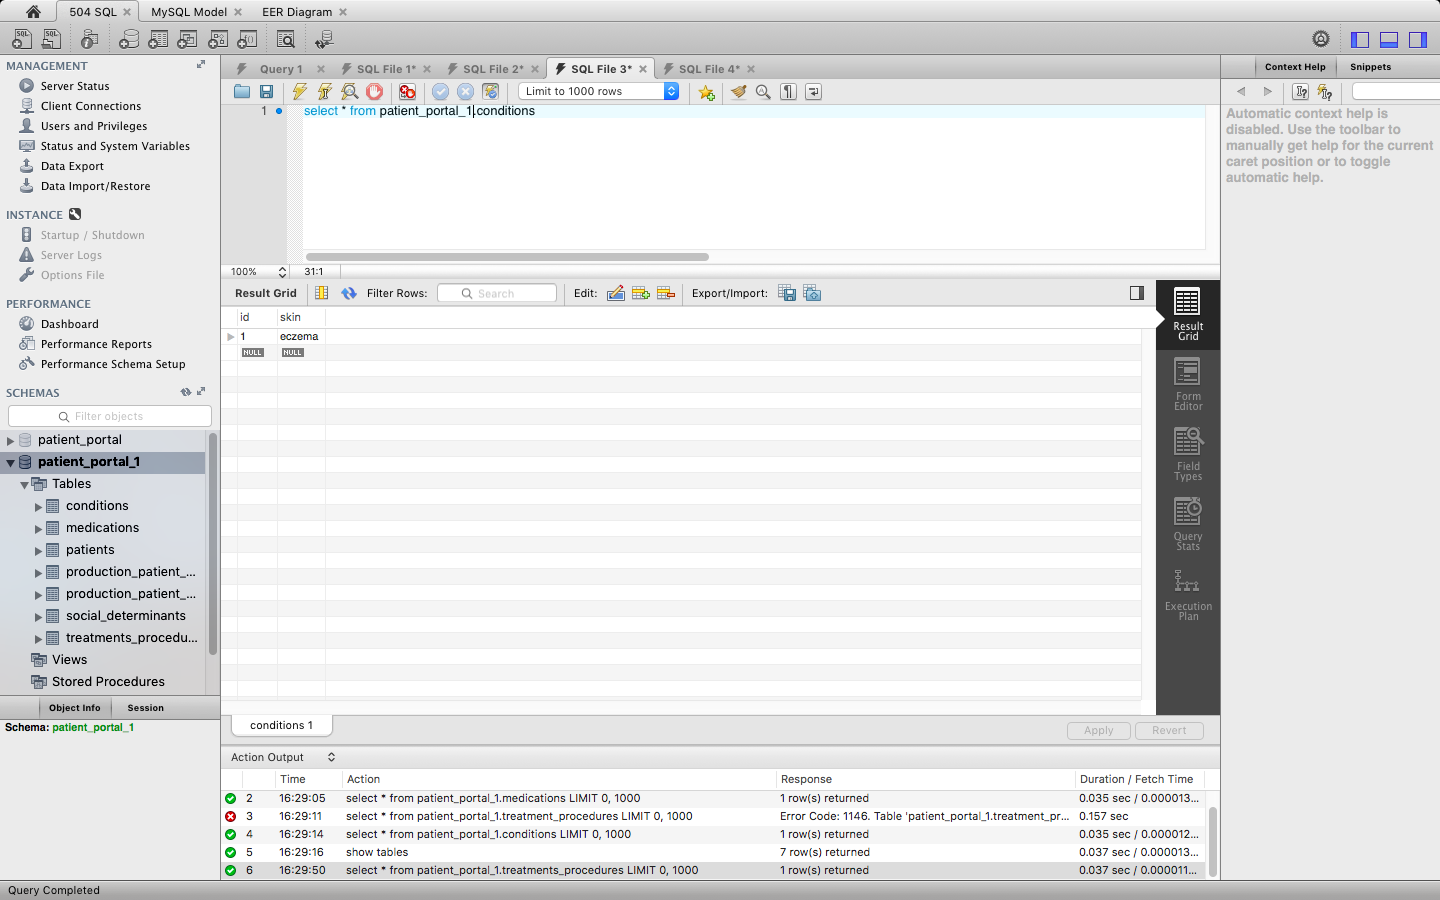 504 SQL
MySQL Model
EER Diagram
MANAGEMENT
Server Status
Client Connections
Users and Privileges
Status and System Variables
Data Export
Data Import/Restore
INSTANCE
Startup / Shutdown
Server Logs
Options File
PERFORMANCE
Dashboard
Performance Reports
Performance Schema Setup
SCHEMAS
Filter objects
patient_portal
patient_portal_1
Tables
conditions
medications
patients
production_patient_...
production_patient_...
social_determinants
treatments_procedu...
Views
Stored Procedures
Object Info Session
Schema: patient_portal_1
Query 1 SQL File 1* SQL File 2* SQL File 3* SQL File 4*
Limit to 1000 rows
1 select * from patient_portal_1.conditions
100% 31:1
Result Grid Filter Rows: Search Edit: Export/Import:
id skin
1 eczema
NULL NULL
Result
Grid
Form
Editor
Field
Types
Query
Stats
Execution
Plan
conditions 1
Apply Revert
Action Output
Time Action Response Duration / Fetch Time
2 16:29:05 select * from patient_portal_1.medications LIMIT 0, 1000 1 row(s) returned 0.035 sec / 0.000013...
3 16:29:11 select * from patient_portal_1.treatment_procedures LIMIT 0, 1000 Error Code: 1146. Table 'patient_portal_1.treatment_pr... 0.157 sec
4 16:29:14 select * from patient_portal_1.conditions LIMIT 0, 1000 1 row(s) returned 0.035 sec / 0.000012...
5 16:29:16 show tables 7 row(s) returned 0.037 sec / 0.000013...
6 16:29:50 select * from patient_portal_1.treatments_procedures LIMIT 0, 1000 1 row(s) returned 0.037 sec / 0.000011...
Context Help Snippets
Automatic context help is
disabled. Use the toolbar to
manually get help for the current
caret position or to toggle
automatic help.
Query Completed